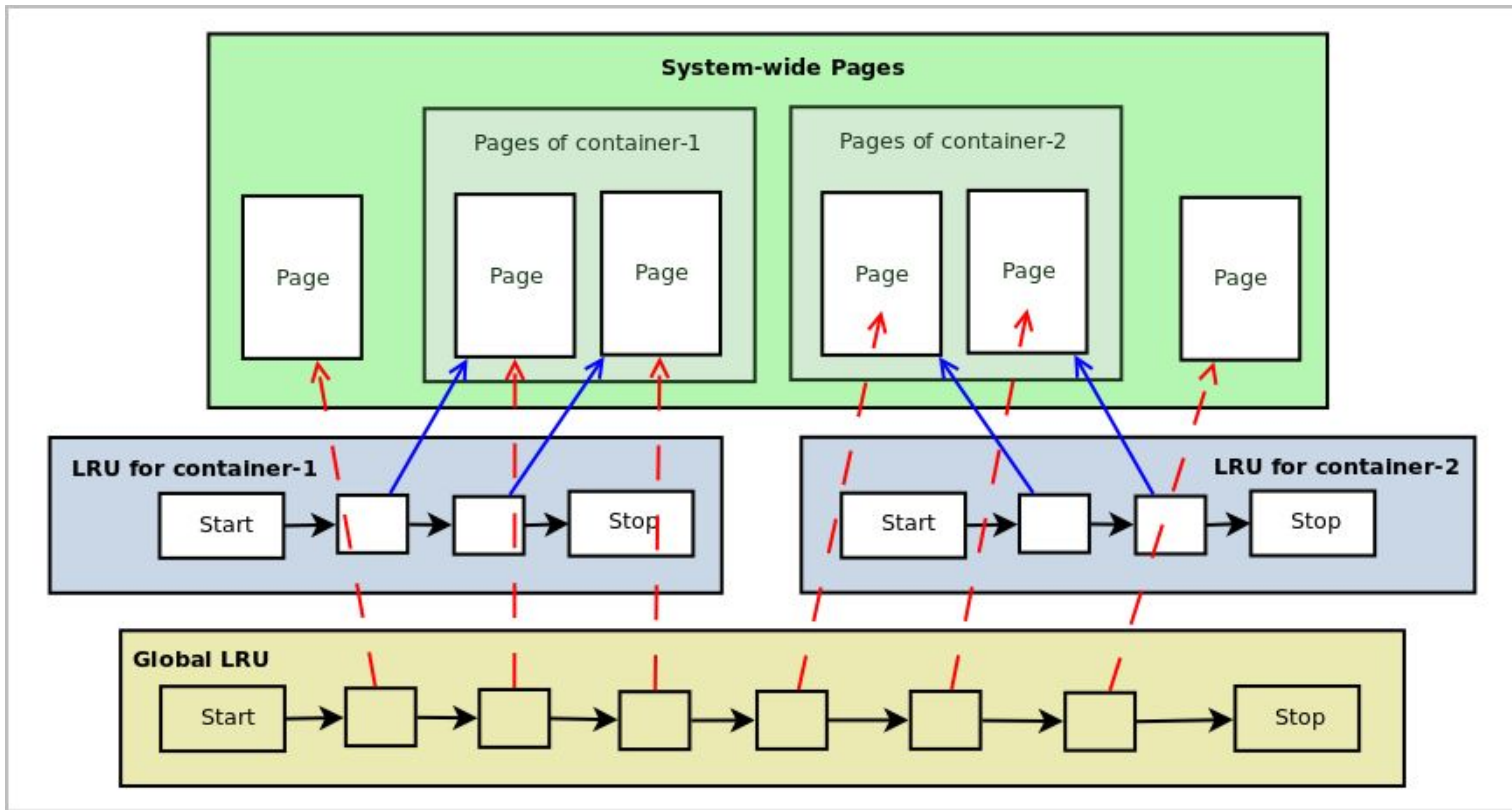 System-wide Pages
Pages of container-1
Pages of container-2
Page
Page
Page
Page
Page
Page
LRU for container-1
LRU for container-2
Start
Stop
Start
Stop
Global LRU
Start
Stop